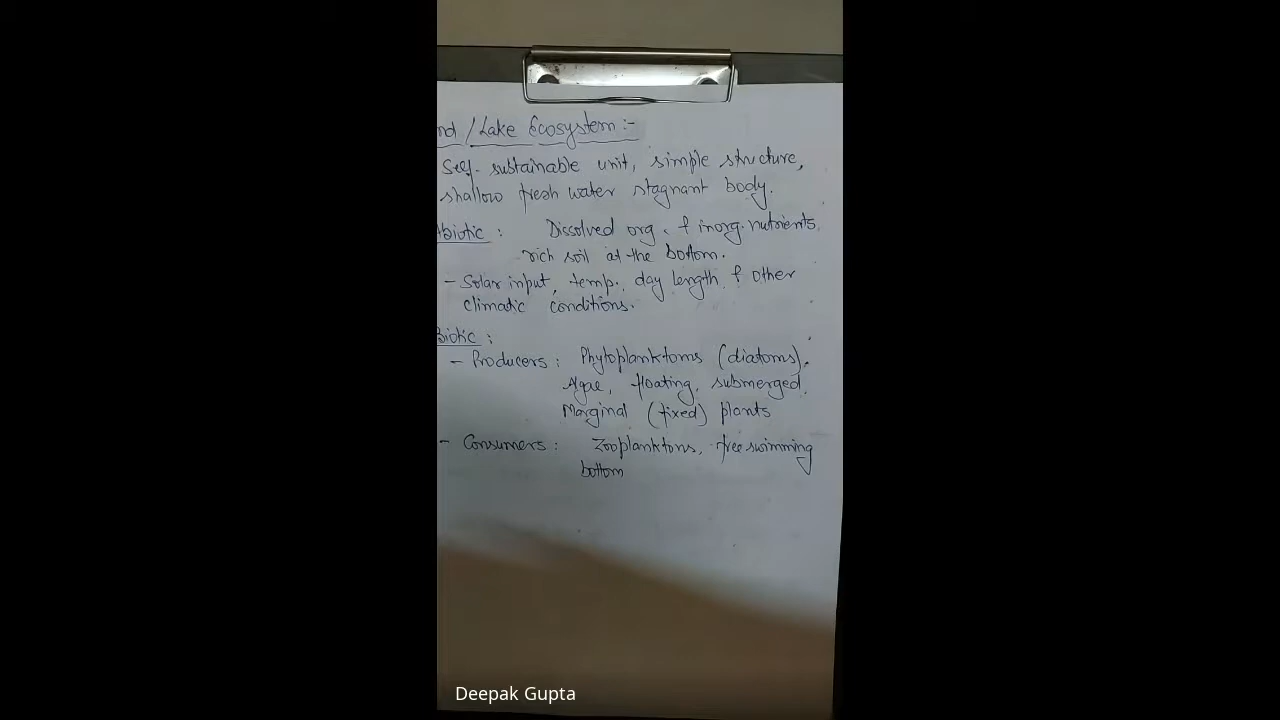 nd / Lake Ecosystem :-
Self-sustainable unit, simple structure,
shallow fresh water stagnant body.
Abiotic : Dissolved org. & inorg. nutrients,
rich soil at the bottom.
- Solar input, temp., day length & other
climatic conditions.
Biotic :
- Producers : Phytoplanktoms (diatoms),
Algae, floating, submerged,
Marginal (fixed) plants
- Consumers : Zooplanktons, free swimming
bottom
Deepak Gupta